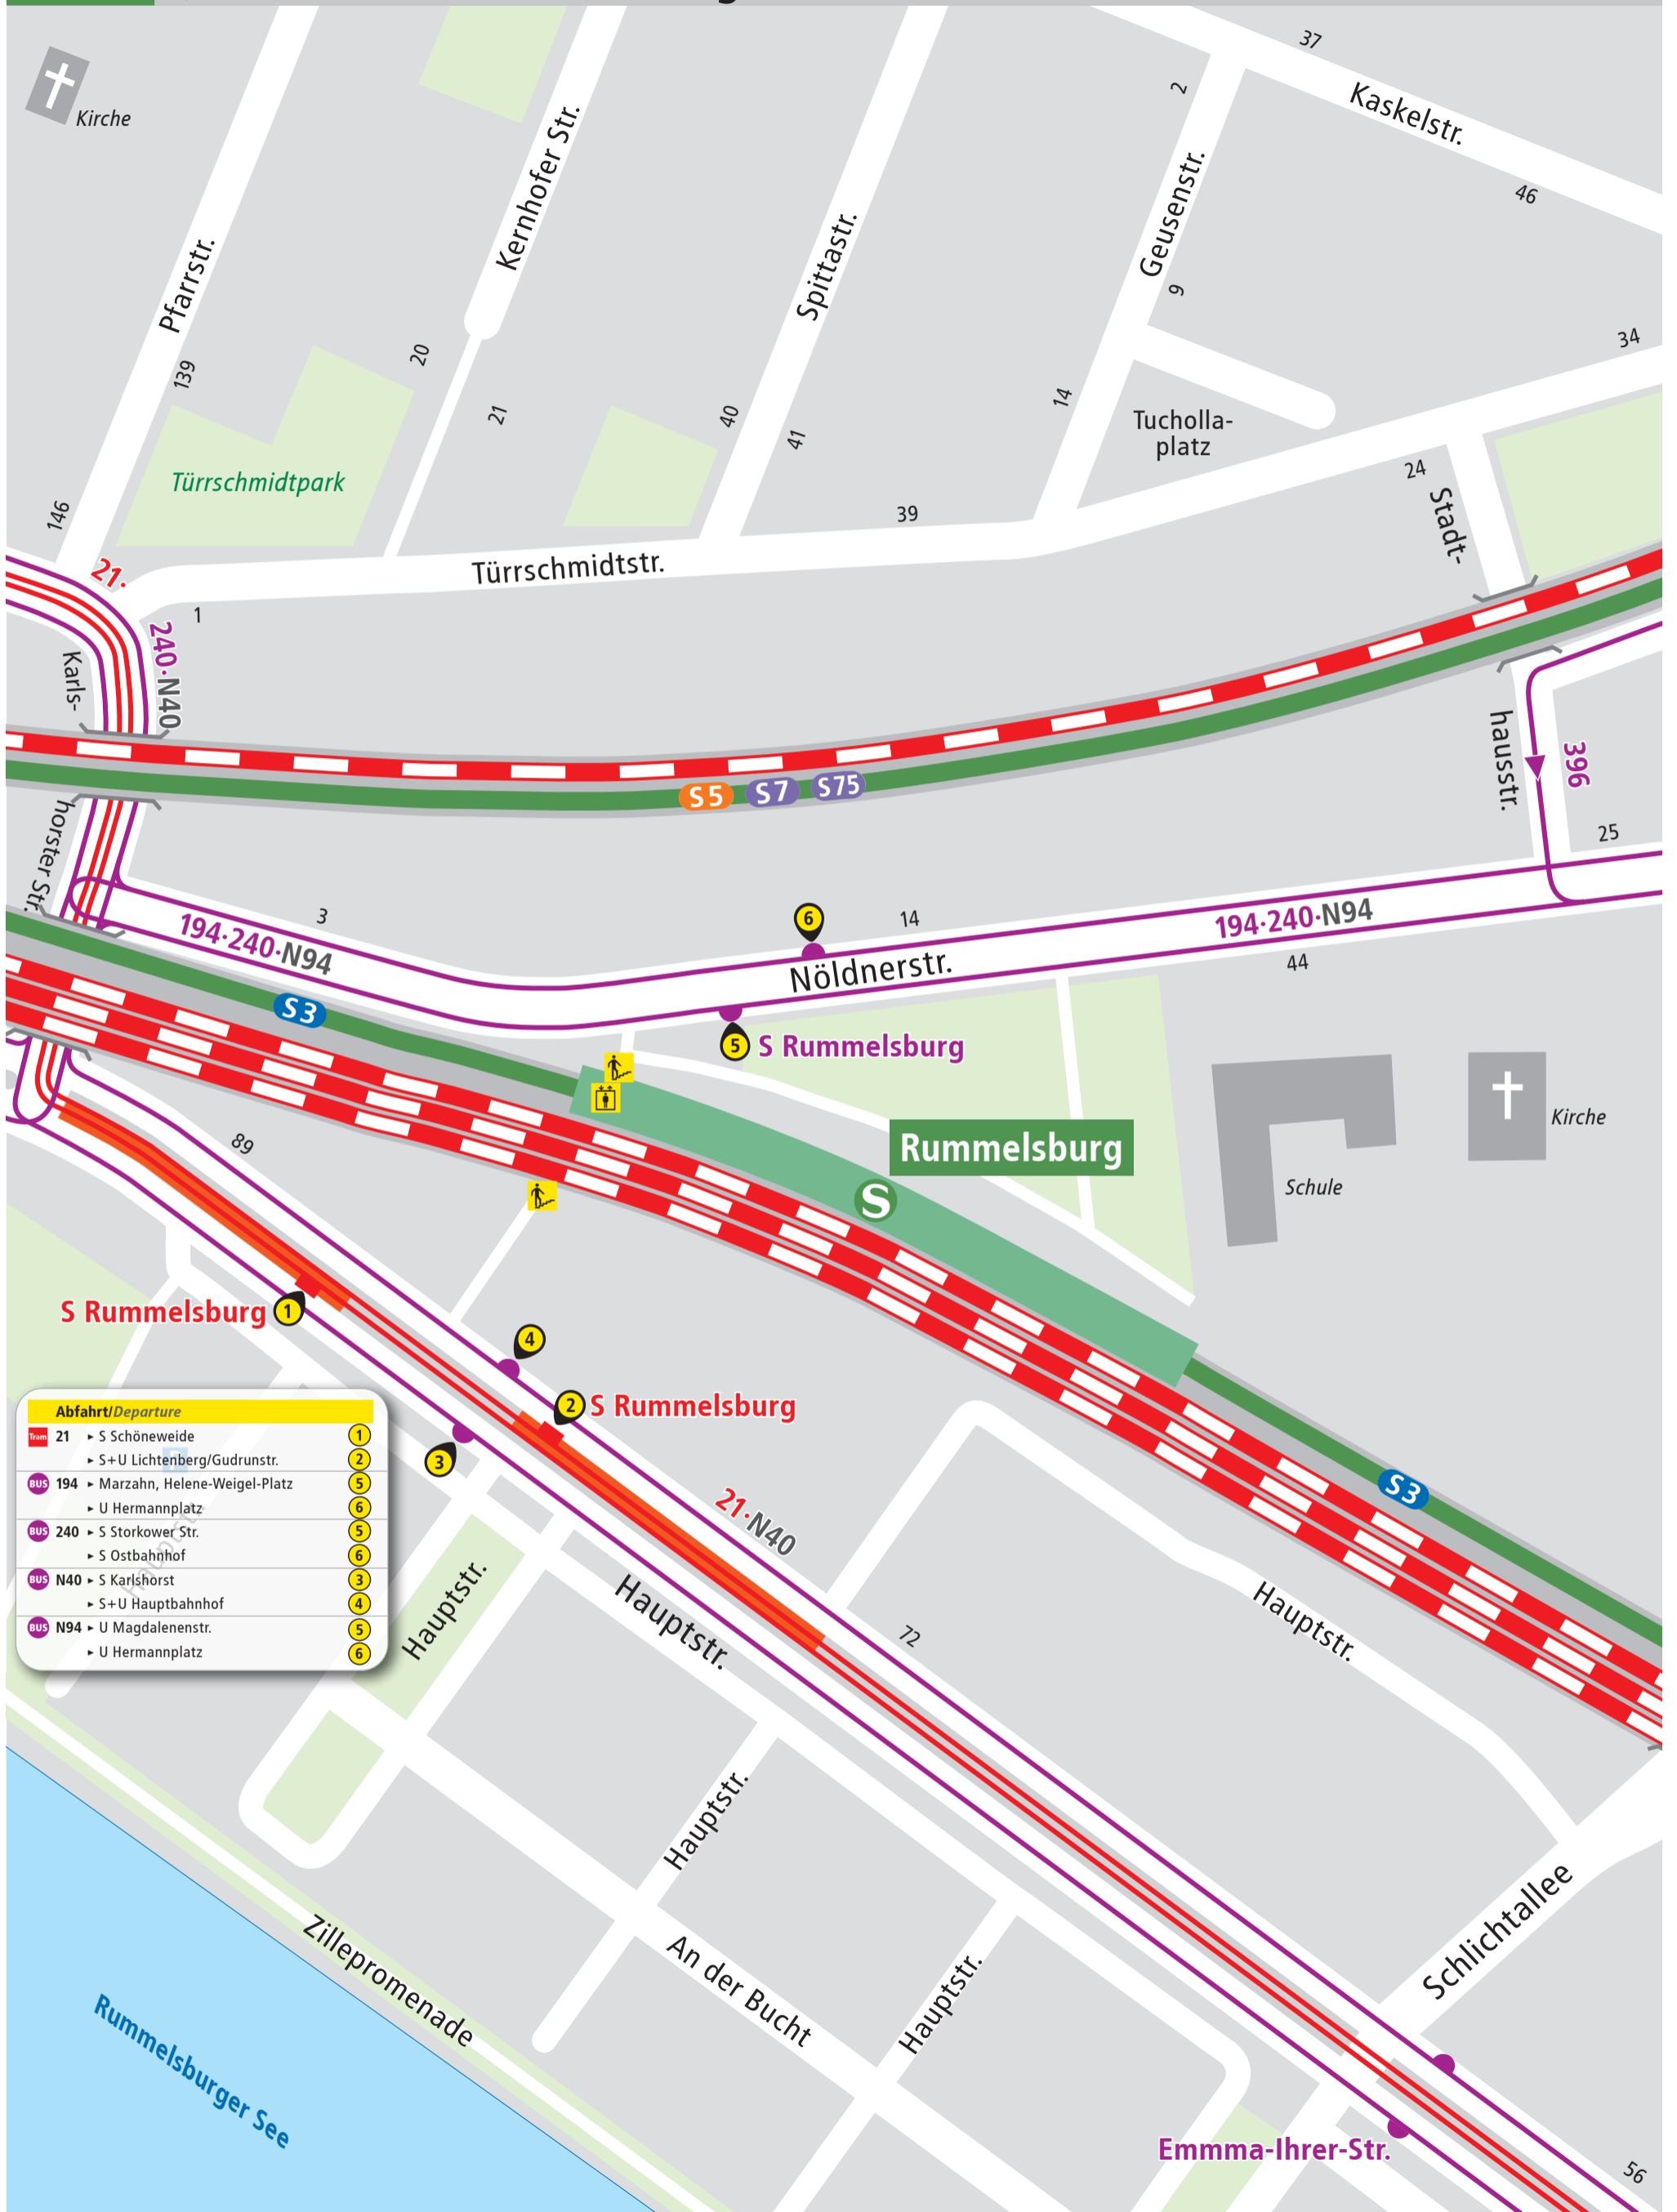 37
Kaskelstr.
46
2
Kirche
Kernhofer Str.
Geusenstr.
Spittastr.
Pfarrstr.
9
34
20
139
14
21
40
41
Tucholla-
platz
24
Türrschmidtpark
Stadt-
146
39
21·
Türrschmidtstr.
1
240·N40
Karls-
hausstr.
396
S5
S7
S75
horster Str.
25
3
6
14
194·240·N94
194·240·N94
Nöldnerstr.
44
S3
5
S Rummelsburg
89
Rummelsburg
Kirche
Schule
S
S Rummelsburg
1
4
2
S Rummelsburg
3
Abfahrt/Departure
Tram 21 ▸ S Schöneweide 1
▸ S+U Lichtenberg/Gudrunstr. 2
BUS 194 ▸ Marzahn, Helene-Weigel-Platz 5
▸ U Hermannplatz 6
BUS 240 ▸ S Storkower Str. 5
▸ S Ostbahnhof 6
BUS N40 ▸ S Karlshorst 3
▸ S+U Hauptbahnhof 4
BUS N94 ▸ U Magdalenenstr. 5
▸ U Hermannplatz 6
Hauptstr.
S3
21·N40
Hauptstr.
Hauptstr.
72
Hauptstr.
Hauptstr.
Schlichtallee
Zillepromenade
An der Bucht
Hauptstr.
Rummelsburger See
Emmma-Ihrer-Str.
56